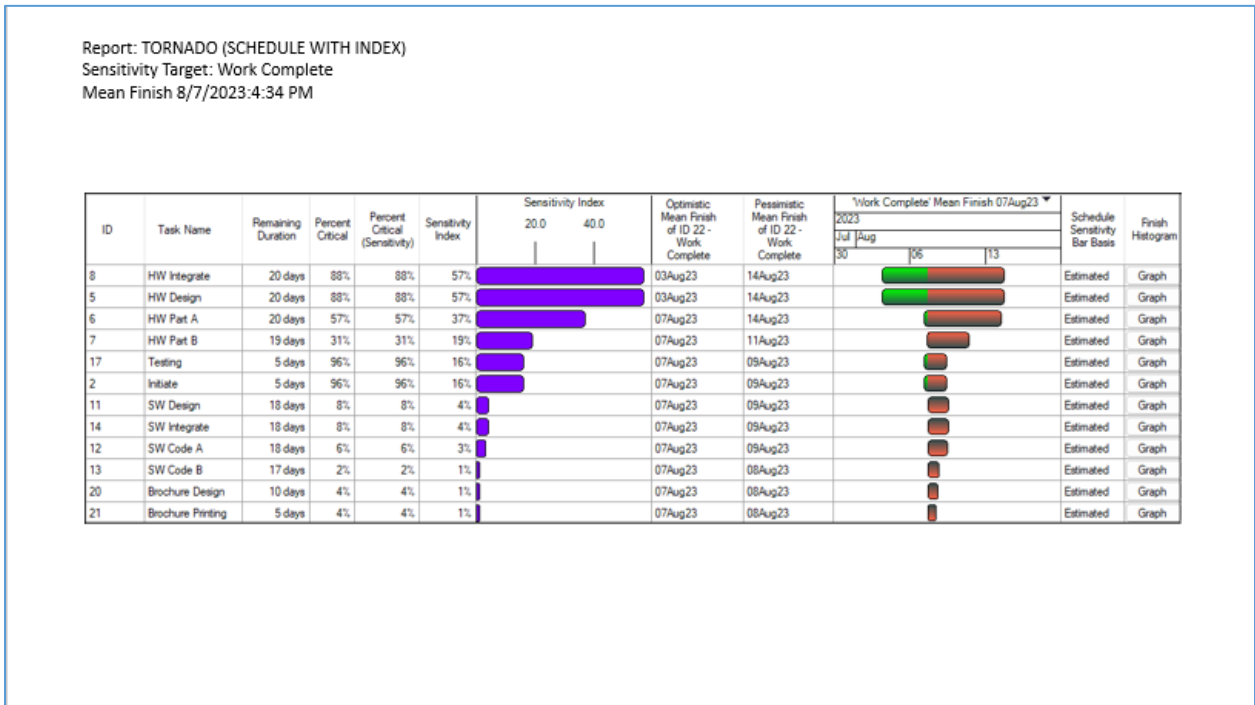 Report: TORNADO (SCHEDULE WITH INDEX)
Sensitivity Target: Work Complete
Mean Finish 8/7/2023:4:34 PM
ID
Task Name
Remaining Duration
Percent Critical
Percent Critical (Sensitivity)
Sensitivity Index
Sensitivity Index
20.0 40.0
Optimistic Mean Finish of ID 22 - Work Complete
Pessimistic Mean Finish of ID 22 - Work Complete
'Work Complete' Mean Finish 07Aug23
2023
Jul Aug
30 06 13
Schedule Sensitivity Bar Basis
Finish Histogram
8 HW Integrate 20 days 88% 88% 57% 03Aug23 14Aug23 Estimated Graph
5 HW Design 20 days 88% 88% 57% 03Aug23 14Aug23 Estimated Graph
6 HW Part A 20 days 57% 57% 37% 07Aug23 14Aug23 Estimated Graph
7 HW Part B 19 days 31% 31% 19% 07Aug23 11Aug23 Estimated Graph
17 Testing 5 days 96% 96% 16% 07Aug23 09Aug23 Estimated Graph
2 Initiate 5 days 96% 96% 16% 07Aug23 09Aug23 Estimated Graph
11 SW Design 18 days 8% 8% 4% 07Aug23 09Aug23 Estimated Graph
14 SW Integrate 18 days 8% 8% 4% 07Aug23 09Aug23 Estimated Graph
12 SW Code A 18 days 6% 6% 3% 07Aug23 09Aug23 Estimated Graph
13 SW Code B 17 days 2% 2% 1% 07Aug23 08Aug23 Estimated Graph
20 Brochure Design 10 days 4% 4% 1% 07Aug23 08Aug23 Estimated Graph
21 Brochure Printing 5 days 4% 4% 1% 07Aug23 08Aug23 Estimated Graph